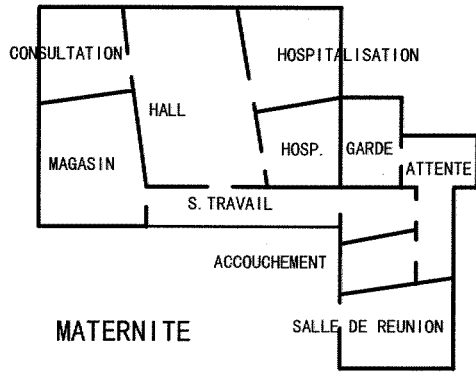 CONSULTATION
HOSPITALISATION
HALL
MAGASIN
HOSP.
GARDE
ATTENTE
S. TRAVAIL
ACCOUCHEMENT
MATERNITE
SALLE DE REUNION